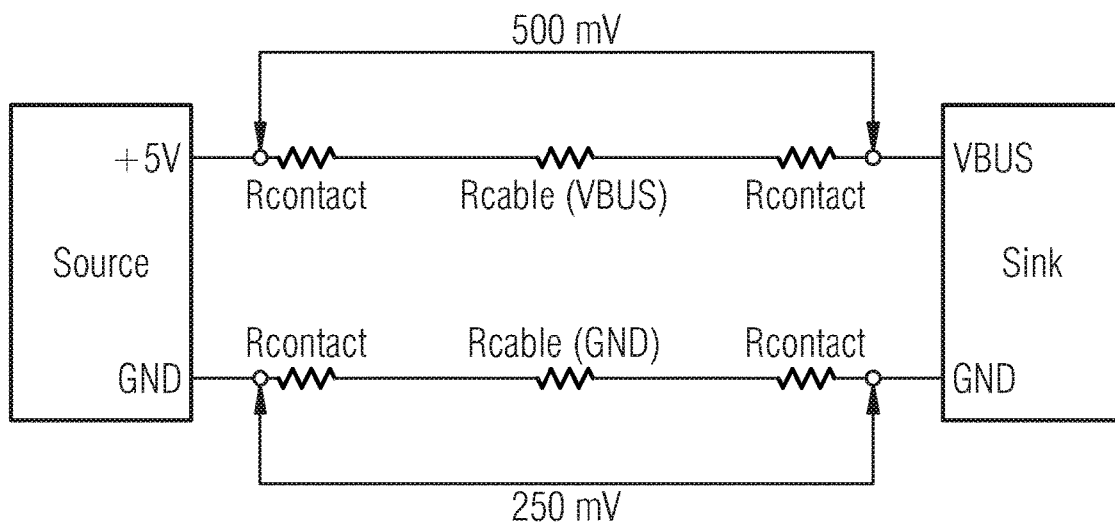 500 mV
+5V
VBUS
Rcontact
Rcable (VBUS)
Rcontact
Source
Sink
Rcontact
Rcable (GND)
Rcontact
GND
GND
250 mV